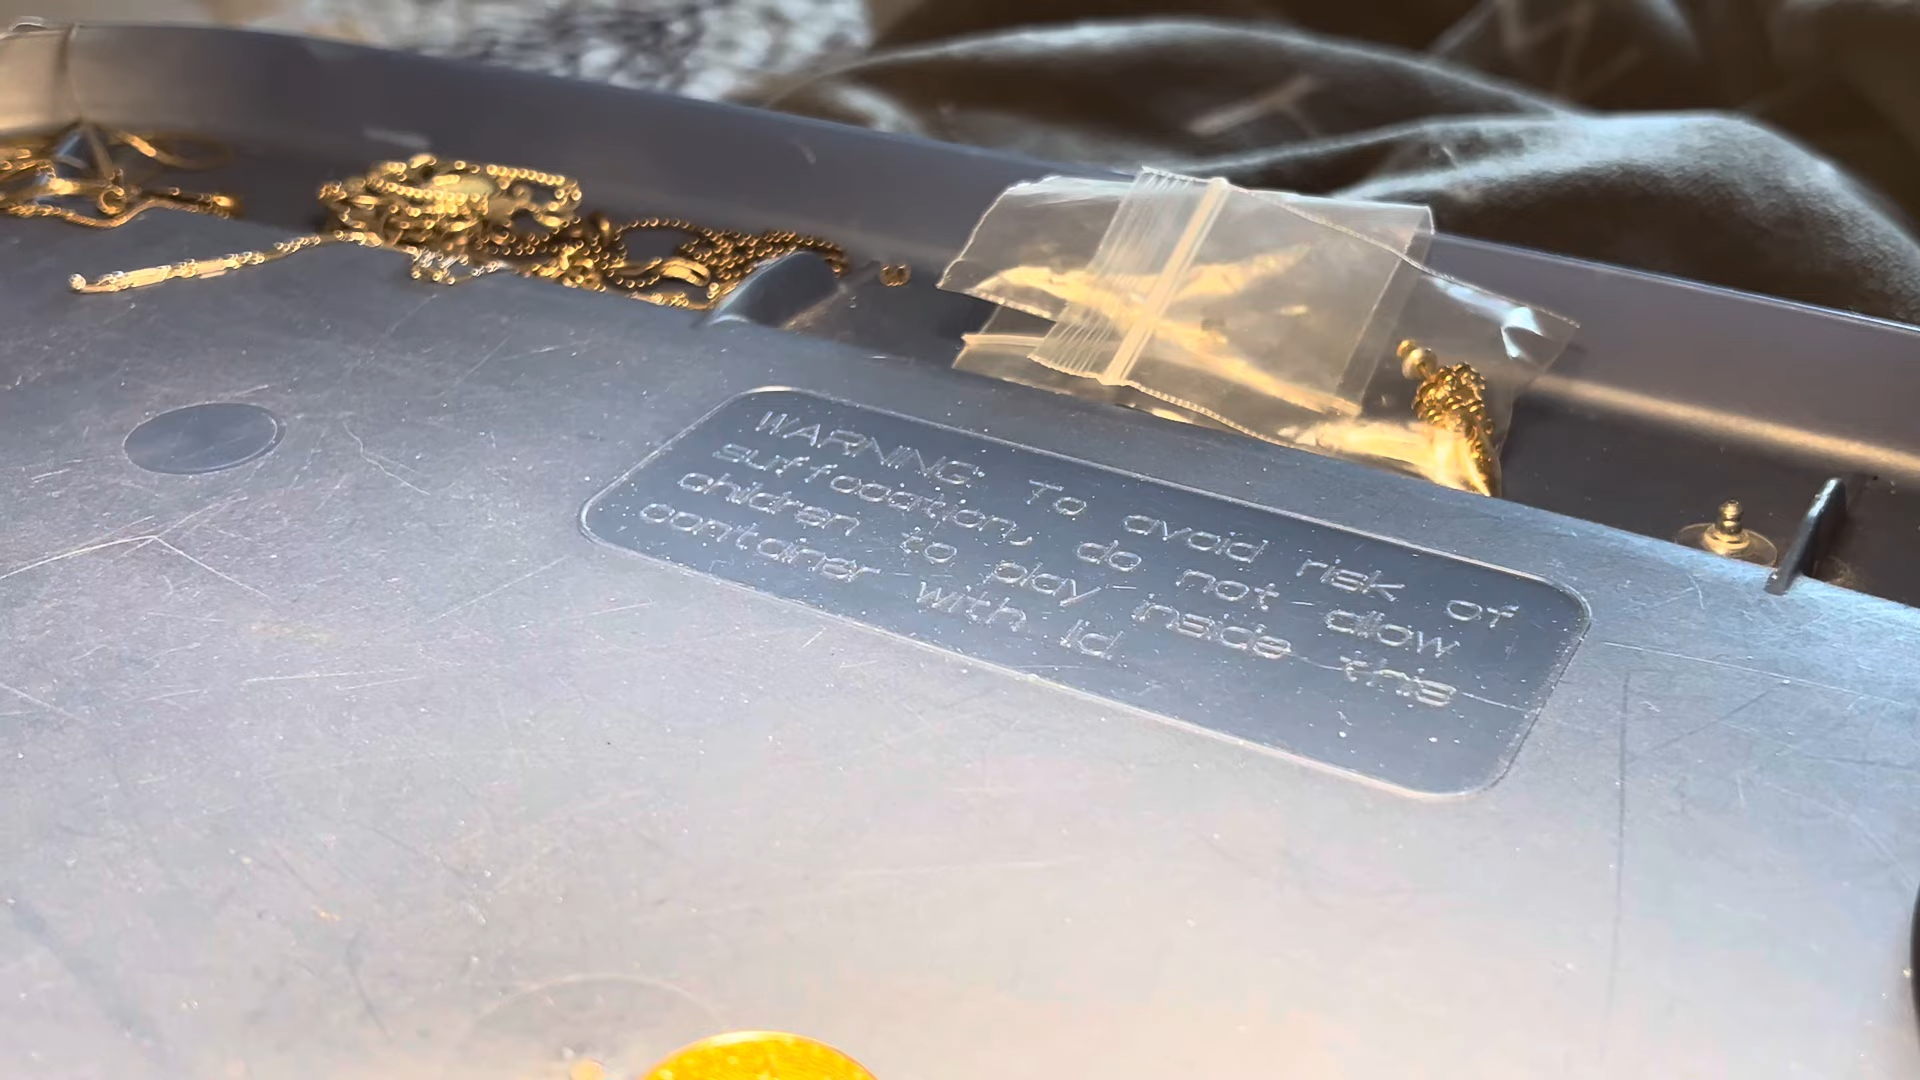 WARNING: To avoid risk of
suffocation, do not allow
children to play inside this
container with lid